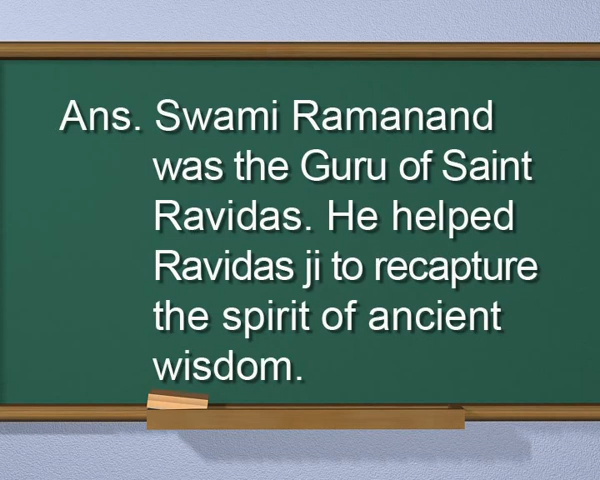 Ans. Swami Ramanand
was the Guru of Saint
Ravidas. He helped
Ravidas ji to recapture
the spirit of ancient
wisdom.